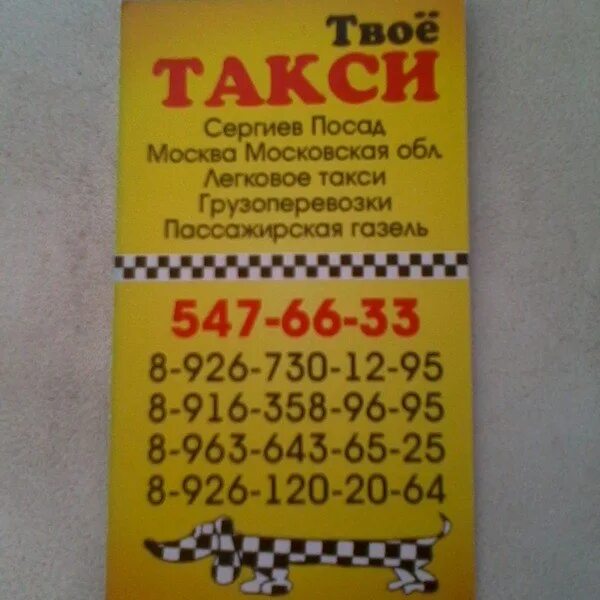 Твоё
ТАКСИ
Сергиев Посад
Москва Московская обл.
Легковое такси
Грузоперевозки
Пассажирская газель
547-66-33
8-926-730-12-95
8-916-358-96-95
8-963-643-65-25
8-926-120-20-64